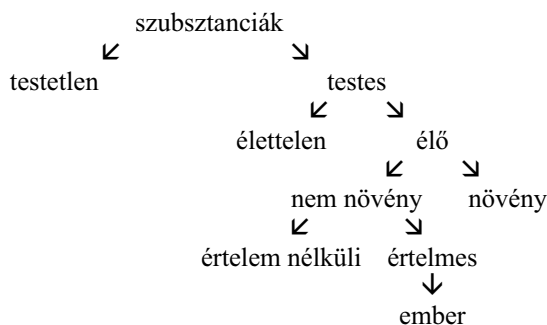 szubsztanciák
testetlen testes
élettelen élő
nem növény növény
értelem nélküli értelmes
ember